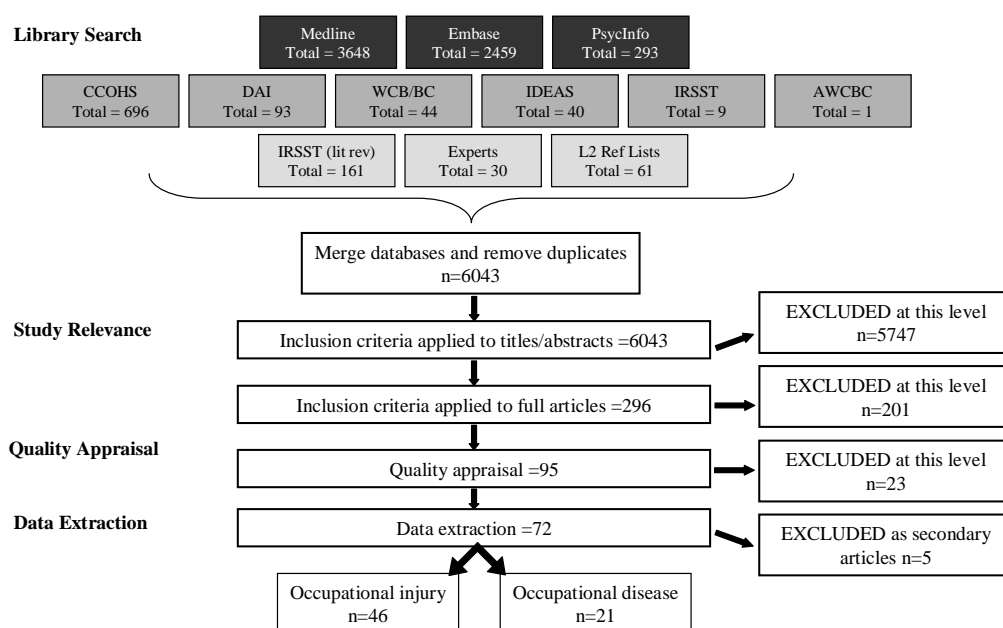 Library Search
Medline
Total = 3648
Embase
Total = 2459
PsycInfo
Total = 293
CCOHS
Total = 696
DAI
Total = 93
WCB/BC
Total = 44
IDEAS
Total = 40
IRSST
Total = 9
AWCBC
Total = 1
IRSST (lit rev)
Total = 161
Experts
Total = 30
L2 Ref Lists
Total = 61
Merge databases and remove duplicates
n=6043
Study Relevance
Inclusion criteria applied to titles/abstracts =6043
EXCLUDED at this level
n=5747
Inclusion criteria applied to full articles =296
EXCLUDED at this level
n=201
Quality Appraisal
Quality appraisal =95
EXCLUDED at this level
n=23
Data Extraction
Data extraction =72
EXCLUDED as secondary
articles n=5
Occupational injury
n=46
Occupational disease
n=21